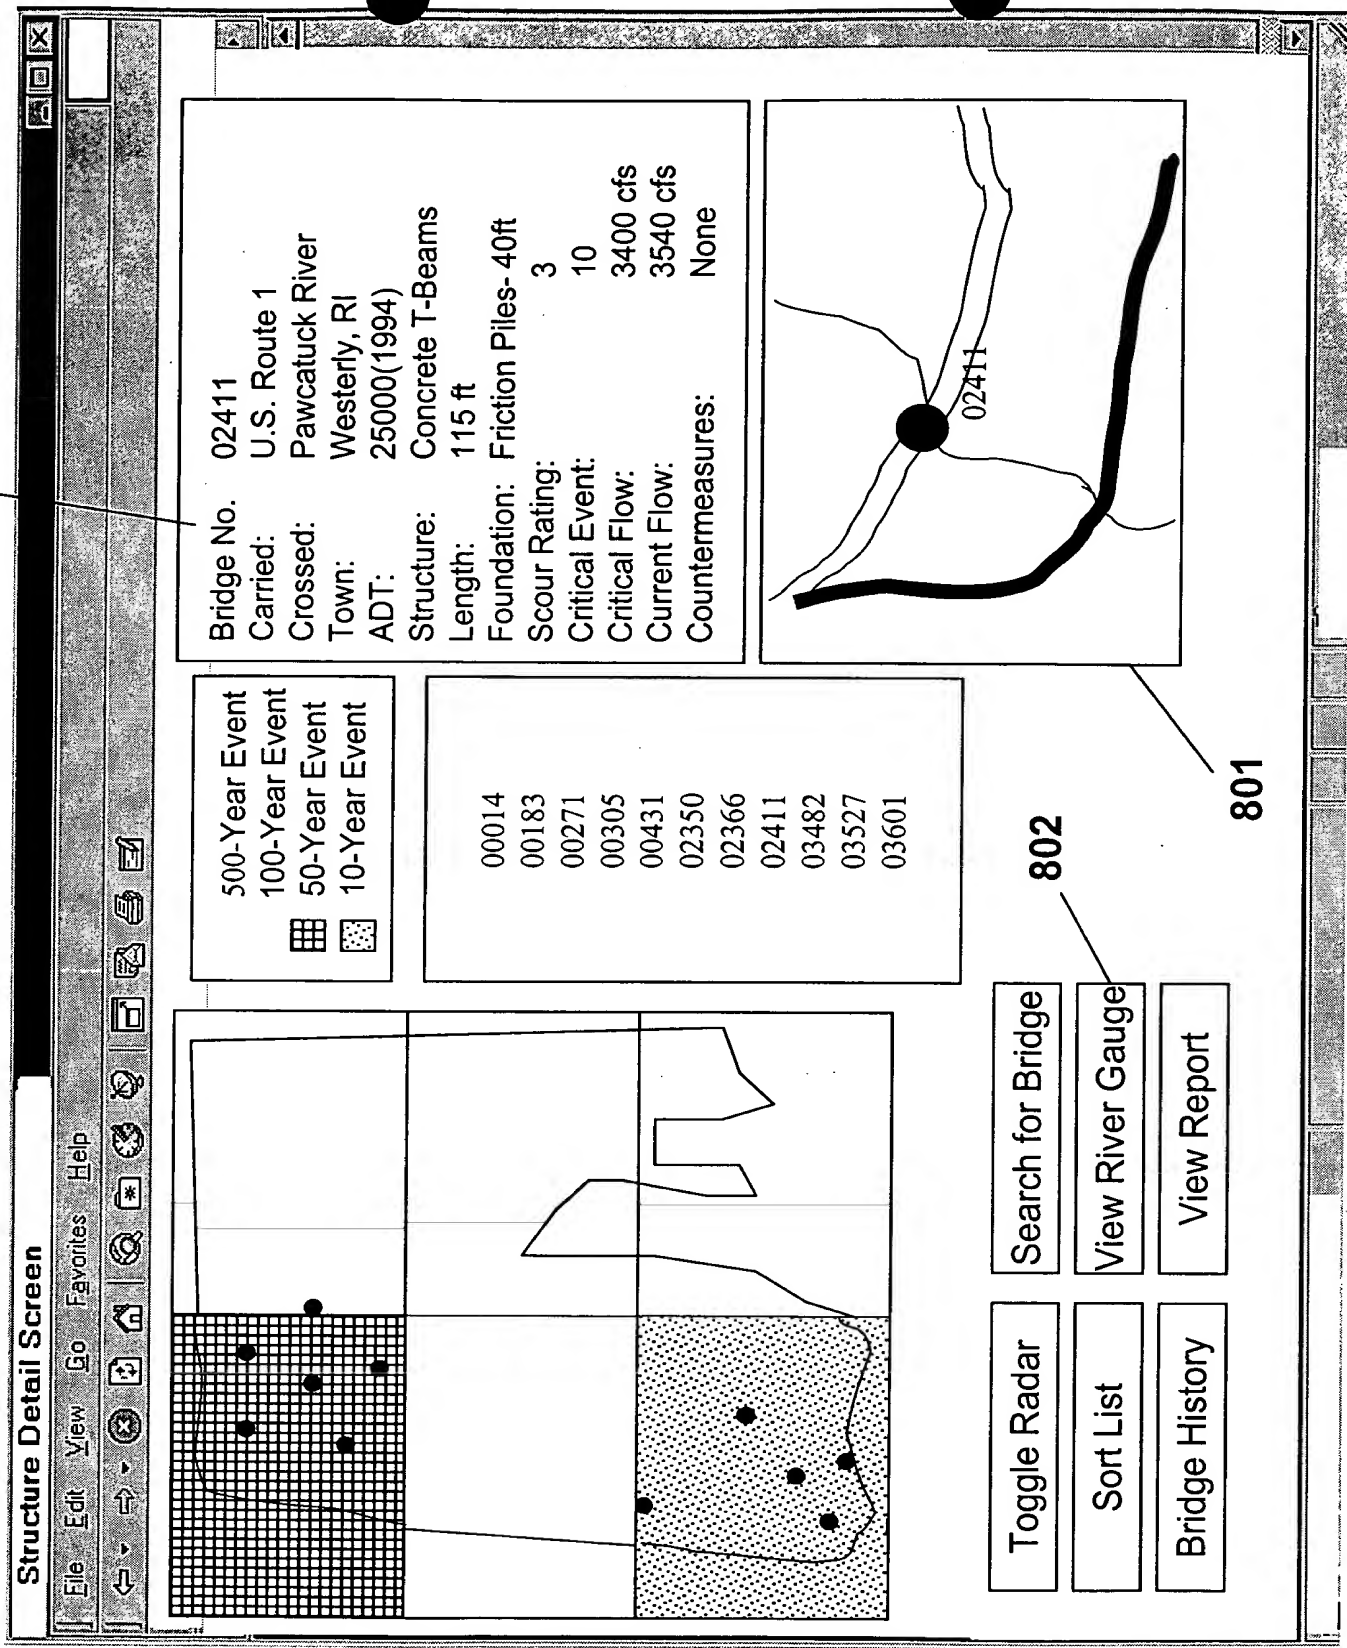 Structure Detail Screen
File Edit View Go Favorites Help
500-Year Event
100-Year Event
50-Year Event
10-Year Event
Bridge No. 02411
Carried: U.S. Route 1
Crossed: Pawcatuck River
Town: Westerly, RI
ADT: 25000(1994)
Structure: Concrete T-Beams
Length: 115 ft
Foundation: Friction Piles- 40ft
Scour Rating: 3
Critical Event: 10
Critical Flow: 3400 cfs
Current Flow: 3540 cfs
Countermeasures: None
00014
00183
00271
00305
00431
02350
02366
02411
03482
03527
03601
02411
Toggle Radar Search for Bridge
Sort List View River Gauge
Bridge History View Report
802
801